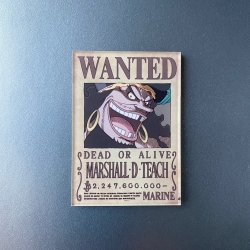 WANTED
DEAD OR ALIVE
MARSHALL·D·TEACH
฿2,247,600,000-
MARINE